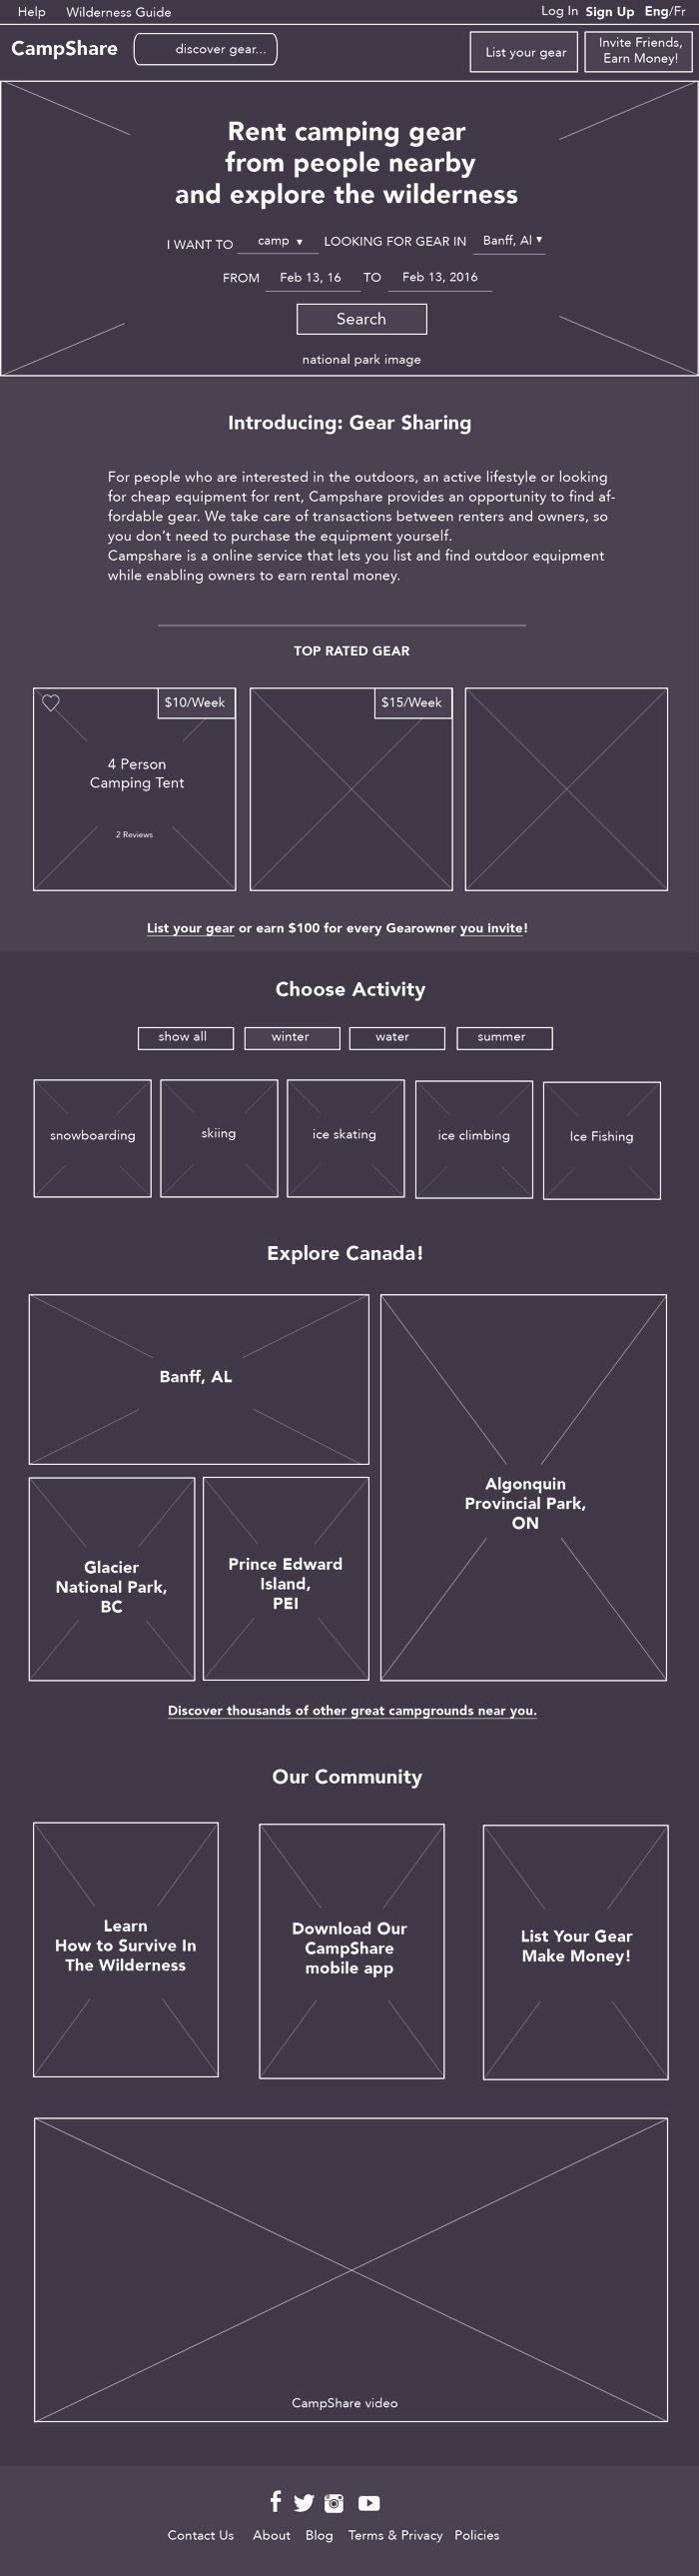 Help Wilderness Guide Log In Sign Up Eng/Fr
CampShare discover gear... List your gear Invite Friends,
Earn Money!
Rent camping gear
from people nearby
and explore the wilderness
I WANT TO camp ▼ LOOKING FOR GEAR IN Banff, Al ▼
FROM Feb 13, 16 TO Feb 13, 2016
Search
national park image
Introducing: Gear Sharing
For people who are interested in the outdoors, an active lifestyle or looking
for cheap equipment for rent, Campshare provides an opportunity to find af-
fordable gear. We take care of transactions between renters and owners, so
you don’t need to purchase the equipment yourself.
Campshare is a online service that lets you list and find outdoor equipment
while enabling owners to earn rental money.
TOP RATED GEAR
$10/Week $15/Week
4 Person
Camping Tent
2 Reviews
List your gear or earn $100 for every Gearowner you invite!
Choose Activity
show all winter water summer
snowboarding skiing ice skating ice climbing Ice Fishing
Explore Canada!
Banff, AL
Algonquin
Provincial Park,
ON
Glacier
National Park,
BC
Prince Edward
Island,
PEI
Discover thousands of other great campgrounds near you.
Our Community
Learn
How to Survive In
The Wilderness
Download Our
CampShare
mobile app
List Your Gear
Make Money!
CampShare video
Contact Us About Blog Terms & Privacy Policies